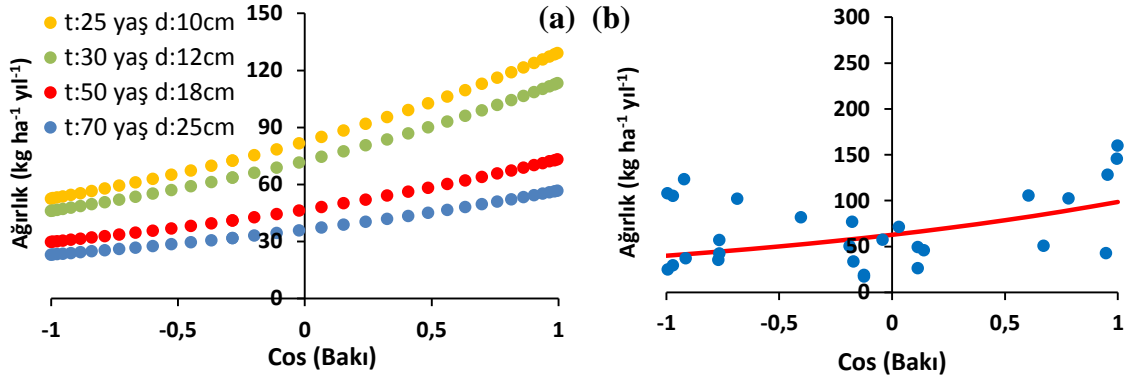 t:25 yaş d:10cm
t:30 yaş d:12cm
t:50 yaş d:18cm
t:70 yaş d:25cm
(a)
Ağırlık (kg ha⁻¹ yıl⁻¹)
150
120
90
60
30
0
-1 -0,5 0 0,5 1
Cos (Bakı)
(b)
Ağırlık (kg ha⁻¹ yıl⁻¹)
300
250
200
150
100
50
0
-1 -0,5 0 0,5 1
Cos (Bakı)